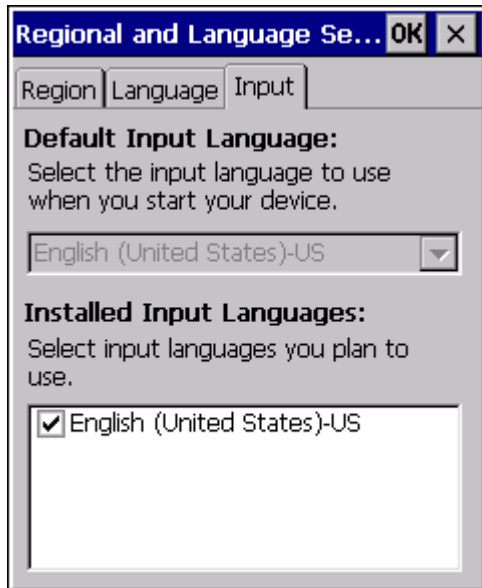 Regional and Language Se... OK ×
Region Language Input
Default Input Language:
Select the input language to use
when you start your device.
English (United States)-US
Installed Input Languages:
Select input languages you plan to
use.
English (United States)-US